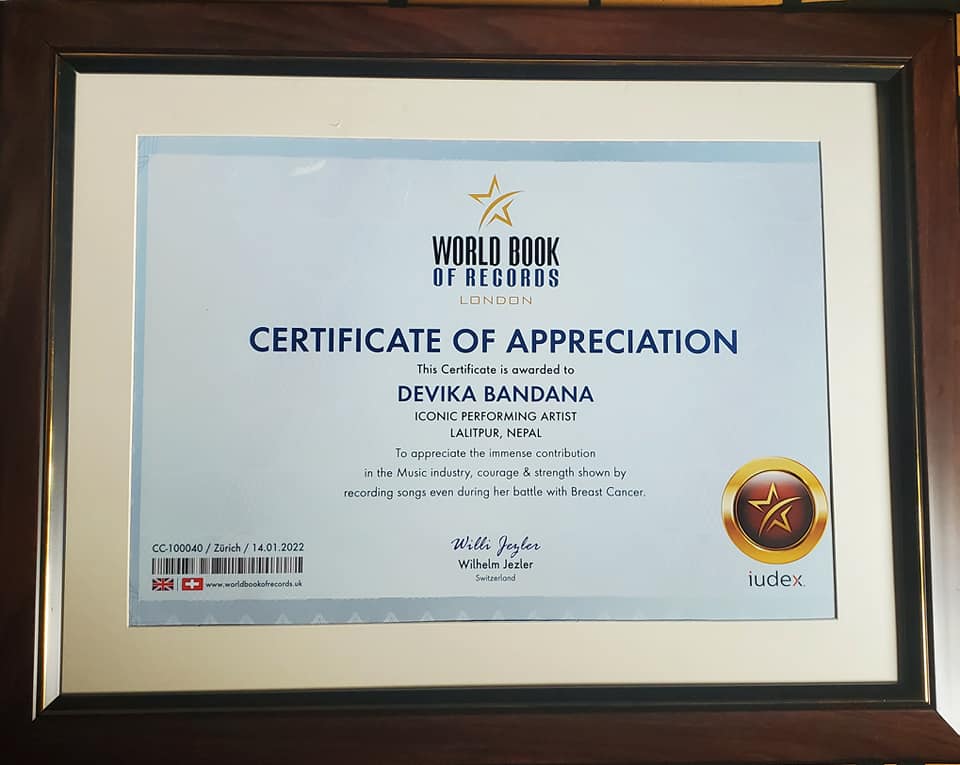 WORLD BOOK
OF RECORDS
LONDON
CERTIFICATE OF APPRECIATION
This Certificate is awarded to
DEVIKA BANDANA
ICONIC PERFORMING ARTIST
LALITPUR, NEPAL
To appreciate the immense contribution
in the Music industry, courage & strength shown by
recording songs even during her battle with Breast Cancer.
CC-100040 / Zürich / 14.01.2022
www.worldbookofrecords.uk
Willi Jezler
Wilhelm Jezler
Switzerland
iudex.